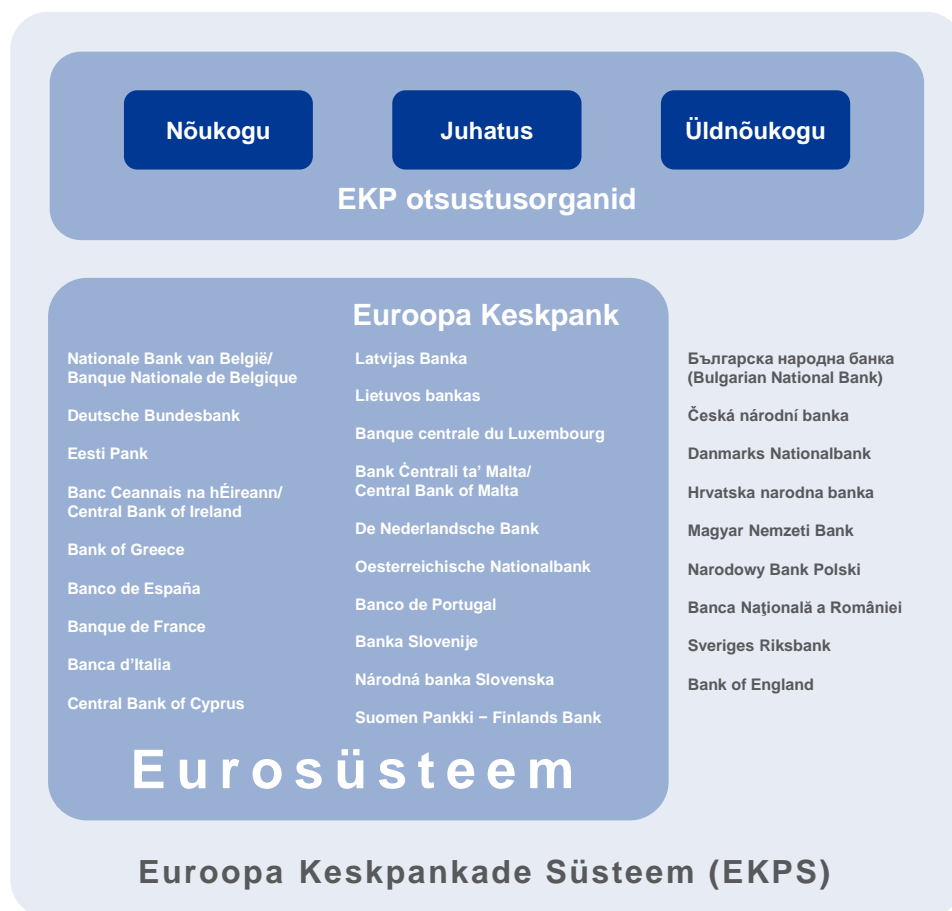 Nõukogu
Juhatus
Üldnõukogu
EKP otsustusorganid
Euroopa Keskpank
Nationale Bank van België/
Banque Nationale de Belgique
Deutsche Bundesbank
Eesti Pank
Banc Ceannais na hÉireann/
Central Bank of Ireland
Bank of Greece
Banco de España
Banque de France
Banca d’Italia
Central Bank of Cyprus
Latvijas Banka
Lietuvos bankas
Banque centrale du Luxembourg
Bank Ċentrali ta’ Malta/
Central Bank of Malta
De Nederlandsche Bank
Oesterreichische Nationalbank
Banco de Portugal
Banka Slovenije
Národná banka Slovenska
Suomen Pankki − Finlands Bank
Eurosüsteem
Българска народна банка
(Bulgarian National Bank)
Česká národní banka
Danmarks Nationalbank
Hrvatska narodna banka
Magyar Nemzeti Bank
Narodowy Bank Polski
Banca Naţională a României
Sveriges Riksbank
Bank of England
Euroopa Keskpankade Süsteem (EKPS)